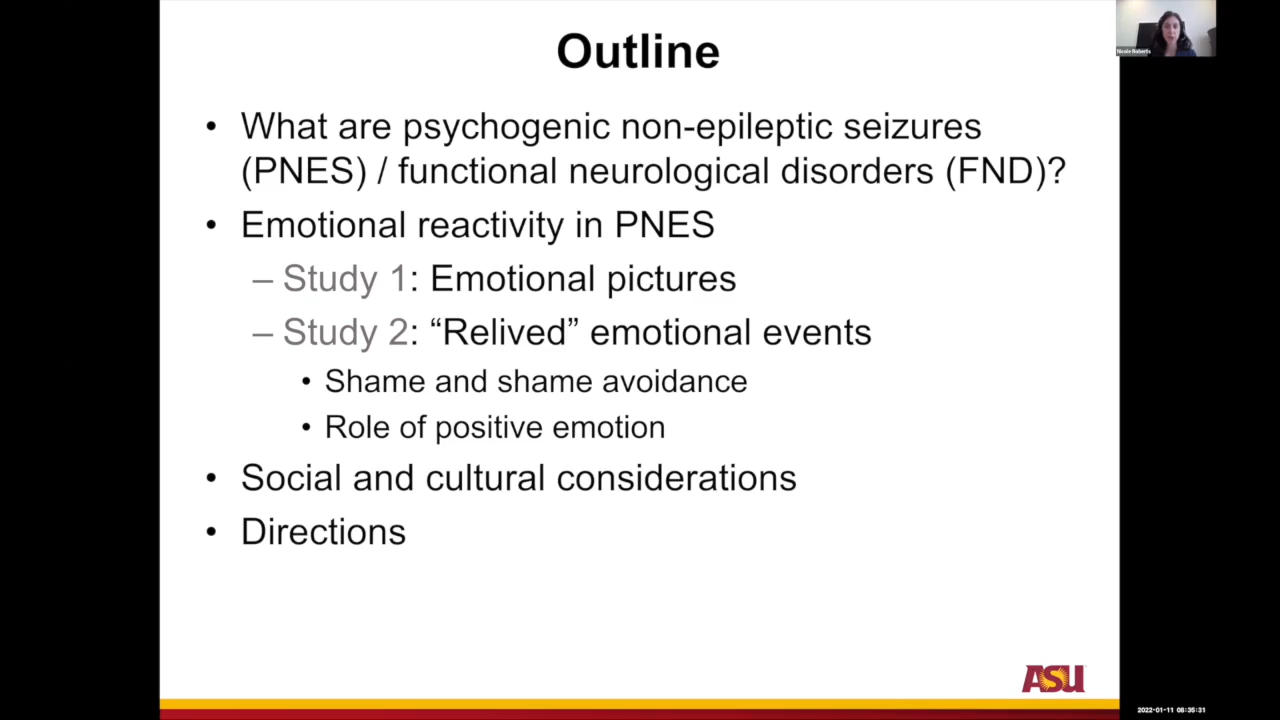 Outline
Nicole Roberts
• What are psychogenic non-epileptic seizures
(PNES) / functional neurological disorders (FND)?
• Emotional reactivity in PNES
– Study 1: Emotional pictures
– Study 2: “Relived” emotional events
• Shame and shame avoidance
• Role of positive emotion
• Social and cultural considerations
• Directions
ASU
2022-01-11 08:35:31